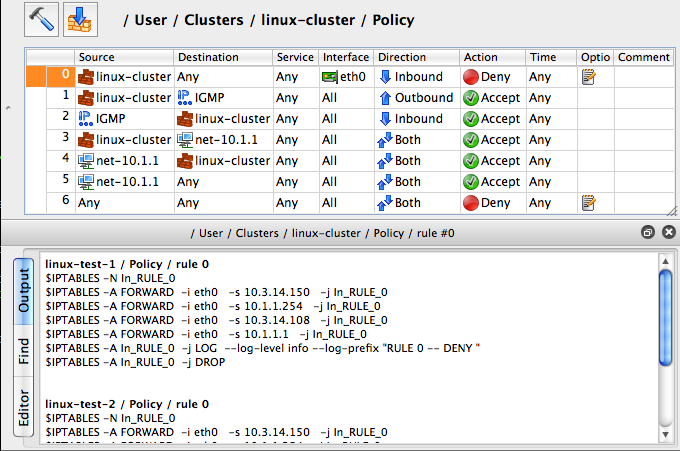 / User / Clusters / linux-cluster / Policy
Source Destination Service Interface Direction Action Time Optio Comment
0 linux-cluster Any Any eth0 Inbound Deny Any
1 linux-cluster IGMP Any All Outbound Accept Any
2 IGMP linux-cluster Any All Inbound Accept Any
3 linux-cluster net-10.1.1 Any All Both Accept Any
4 net-10.1.1 linux-cluster Any All Both Accept Any
5 net-10.1.1 Any Any All Both Accept Any
6 Any Any Any All Both Deny Any
/ User / Clusters / linux-cluster / Policy / rule #0
Output
Find
Editor
linux-test-1 / Policy / rule 0
$IPTABLES -N In_RULE_0
$IPTABLES -A FORWARD -i eth0 -s 10.3.14.150 -j In_RULE_0
$IPTABLES -A FORWARD -i eth0 -s 10.1.1.254 -j In_RULE_0
$IPTABLES -A FORWARD -i eth0 -s 10.3.14.108 -j In_RULE_0
$IPTABLES -A FORWARD -i eth0 -s 10.1.1.1 -j In_RULE_0
$IPTABLES -A In_RULE_0 -j LOG --log-level info --log-prefix "RULE 0 -- DENY "
$IPTABLES -A In_RULE_0 -j DROP
linux-test-2 / Policy / rule 0
$IPTABLES -N In_RULE_0
$IPTABLES -A FORWARD -i eth0 -s 10.3.14.150 -j In_RULE_0